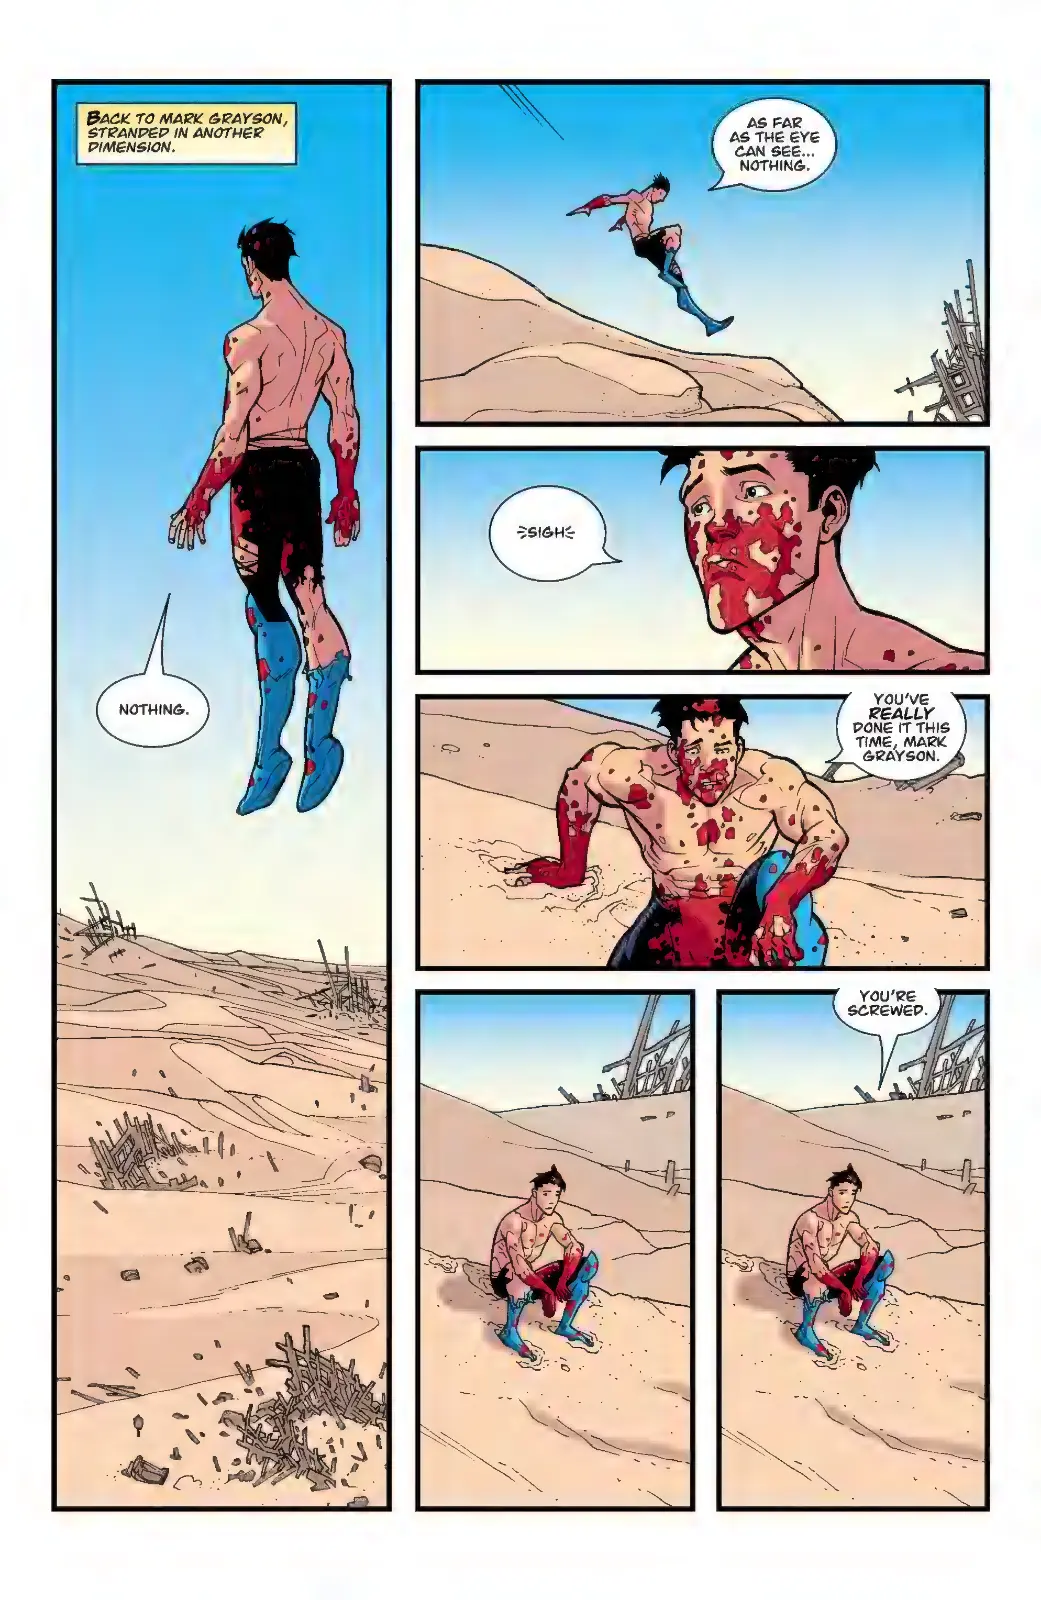 BACK TO MARK GRAYSON,
STRANDED IN ANOTHER
DIMENSION.
NOTHING.
AS FAR
AS THE EYE
CAN SEE...
NOTHING.
SIGH
YOU'VE
REALLY
DONE IT THIS
TIME, MARK
GRAYSON.
YOU'RE
SCREWED.